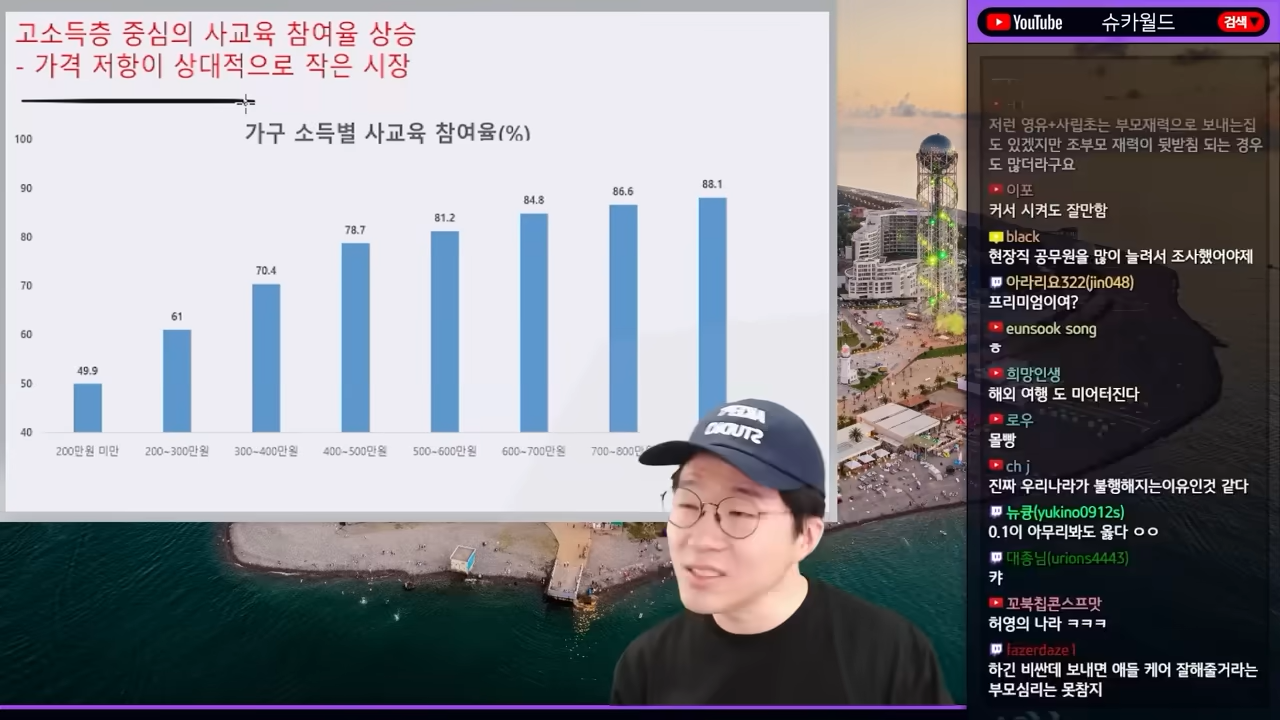 고소득층 중심의 사교육 참여율 상승
- 가격 저항이 상대적으로 작은 시장
가구 소득별 사교육 참여율(%)
100
90
80
70
60
50
40
49.9
61
70.4
78.7
81.2
84.8
86.6
88.1
200만원 미만
200~300만원
300~400만원
400~500만원
500~600만원
600~700만원
700~800만
YouTube 슈카월드 검색
저런 영유+사립초는 부모재력으로 보내는집
도 있겠지만 조부모 재력이 뒷받침 되는 경우
도 많더라구요
이포
커서 시켜도 잘만함
black
현장직 공무원을 많이 늘려서 조사했어야제
아라리요322(jin048)
프리미엄이여?
eunsook song
ㅎ
희망인생
해외 여행 도 미어터진다
로우
몰빵
ch j
진짜 우리나라가 불행해지는이유인것 같다
뉴큥(yukino0912s)
0.1이 아무리봐도 옳다 ㅇㅇ
대종님(urions4443)
캬
꼬북칩콘스프맛
허영의 나라 ㅋㅋㅋ
lazerdaze l
하긴 비싼데 보내면 애들 케어 잘해줄거라는
부모심리는 못참지